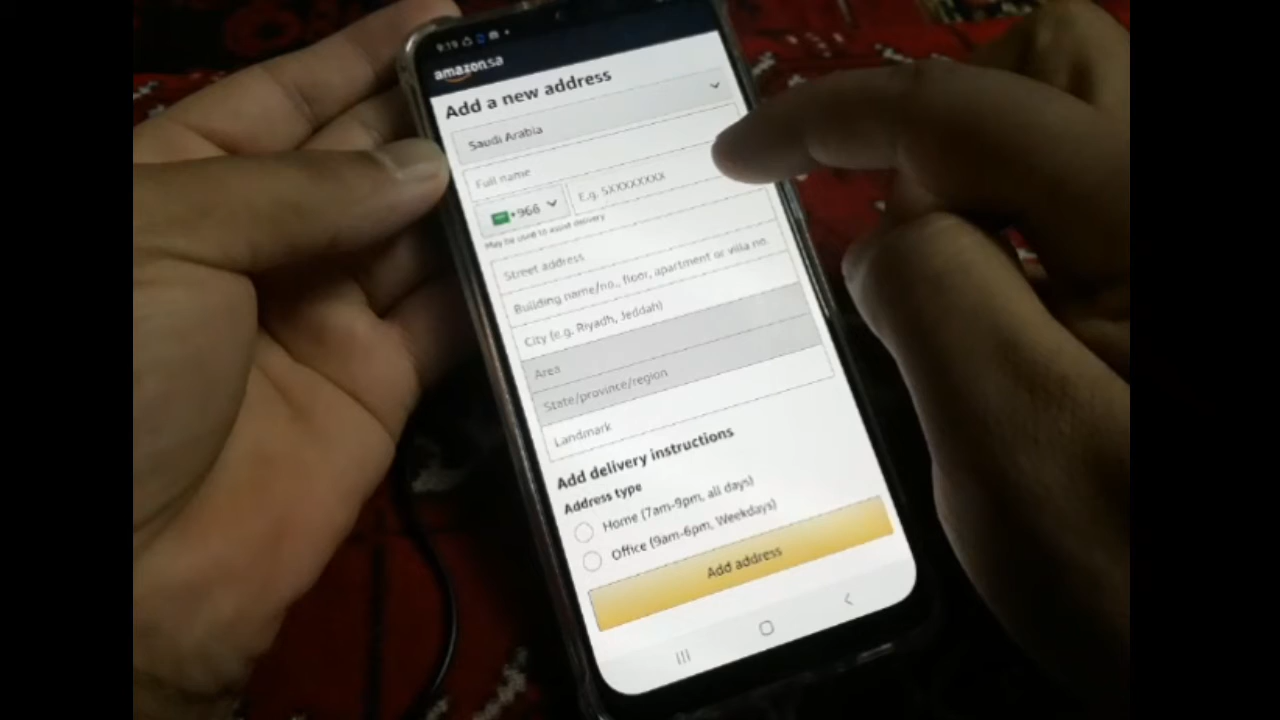 9:19
amazon.sa
Add a new address
Saudi Arabia
Full name
+966 E.g. 5XXXXXXXX
May be used to assist delivery
Street address
Building name/no., floor, apartment or villa no.
City (e.g. Riyadh, Jeddah)
Area
State/province/region
Landmark
Add delivery instructions
Address type
Home (7am-9pm, all days)
Office (9am-6pm, Weekdays)
Add address